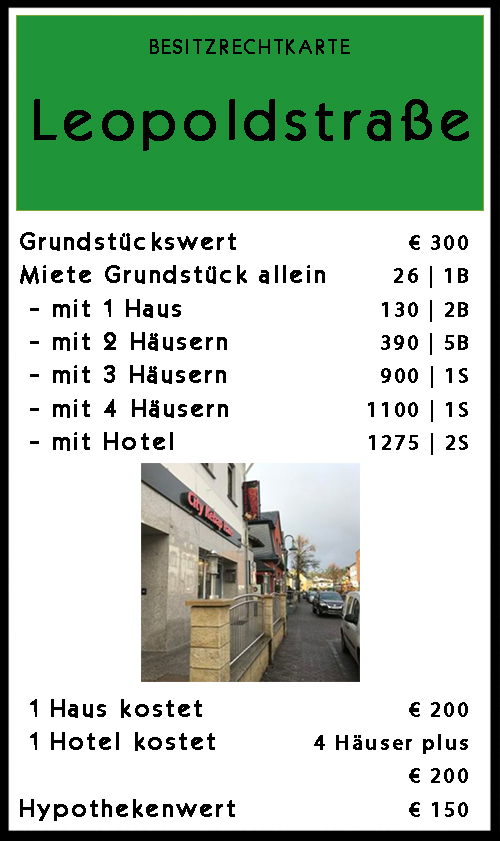 BESITZRECHTKARTE
Leopoldstraße
Grundstückswert € 300
Miete Grundstück allein 26 | 1B
- mit 1 Haus 130 | 2B
- mit 2 Häusern 390 | 5B
- mit 3 Häusern 900 | 1S
- mit 4 Häusern 1100 | 1S
- mit Hotel 1275 | 2S
City Kebap
1 Haus kostet € 200
1 Hotel kostet 4 Häuser plus
€ 200
Hypothekenwert € 150